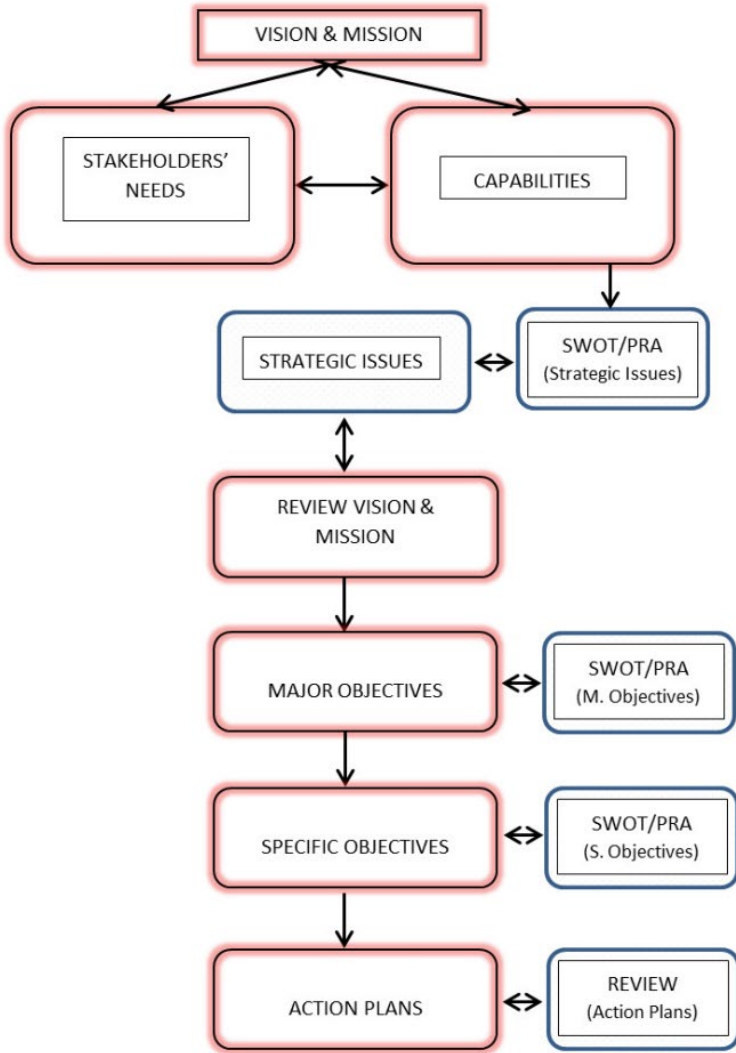 VISION & MISSION
STAKEHOLDERS'
NEEDS
CAPABILITIES
STRATEGIC ISSUES
SWOT/PRA
(Strategic Issues)
REVIEW VISION &
MISSION
MAJOR OBJECTIVES
SWOT/PRA
(M. Objectives)
SPECIFIC OBJECTIVES
SWOT/PRA
(S. Objectives)
ACTION PLANS
REVIEW
(Action Plans)